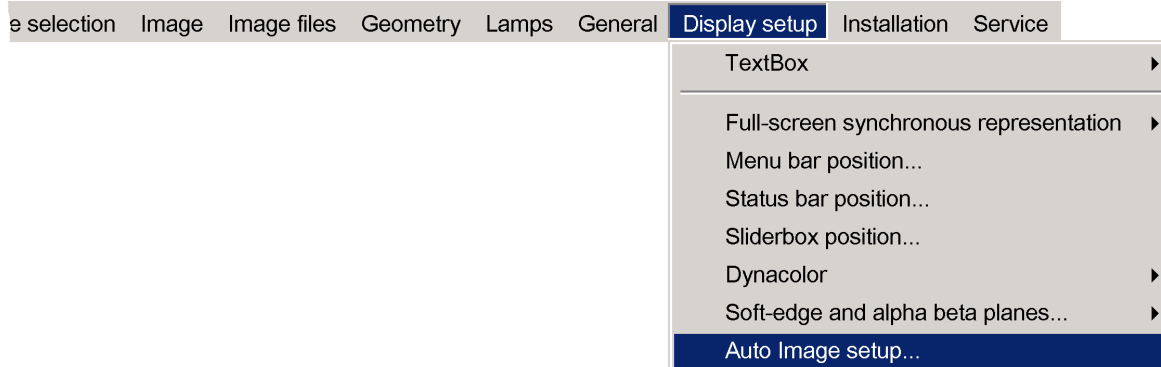 e selection Image Image files Geometry Lamps General Display setup Installation Service
TextBox
Full-screen synchronous representation
Menu bar position...
Status bar position...
Sliderbox position...
Dynacolor
Soft-edge and alpha beta planes...
Auto Image setup...